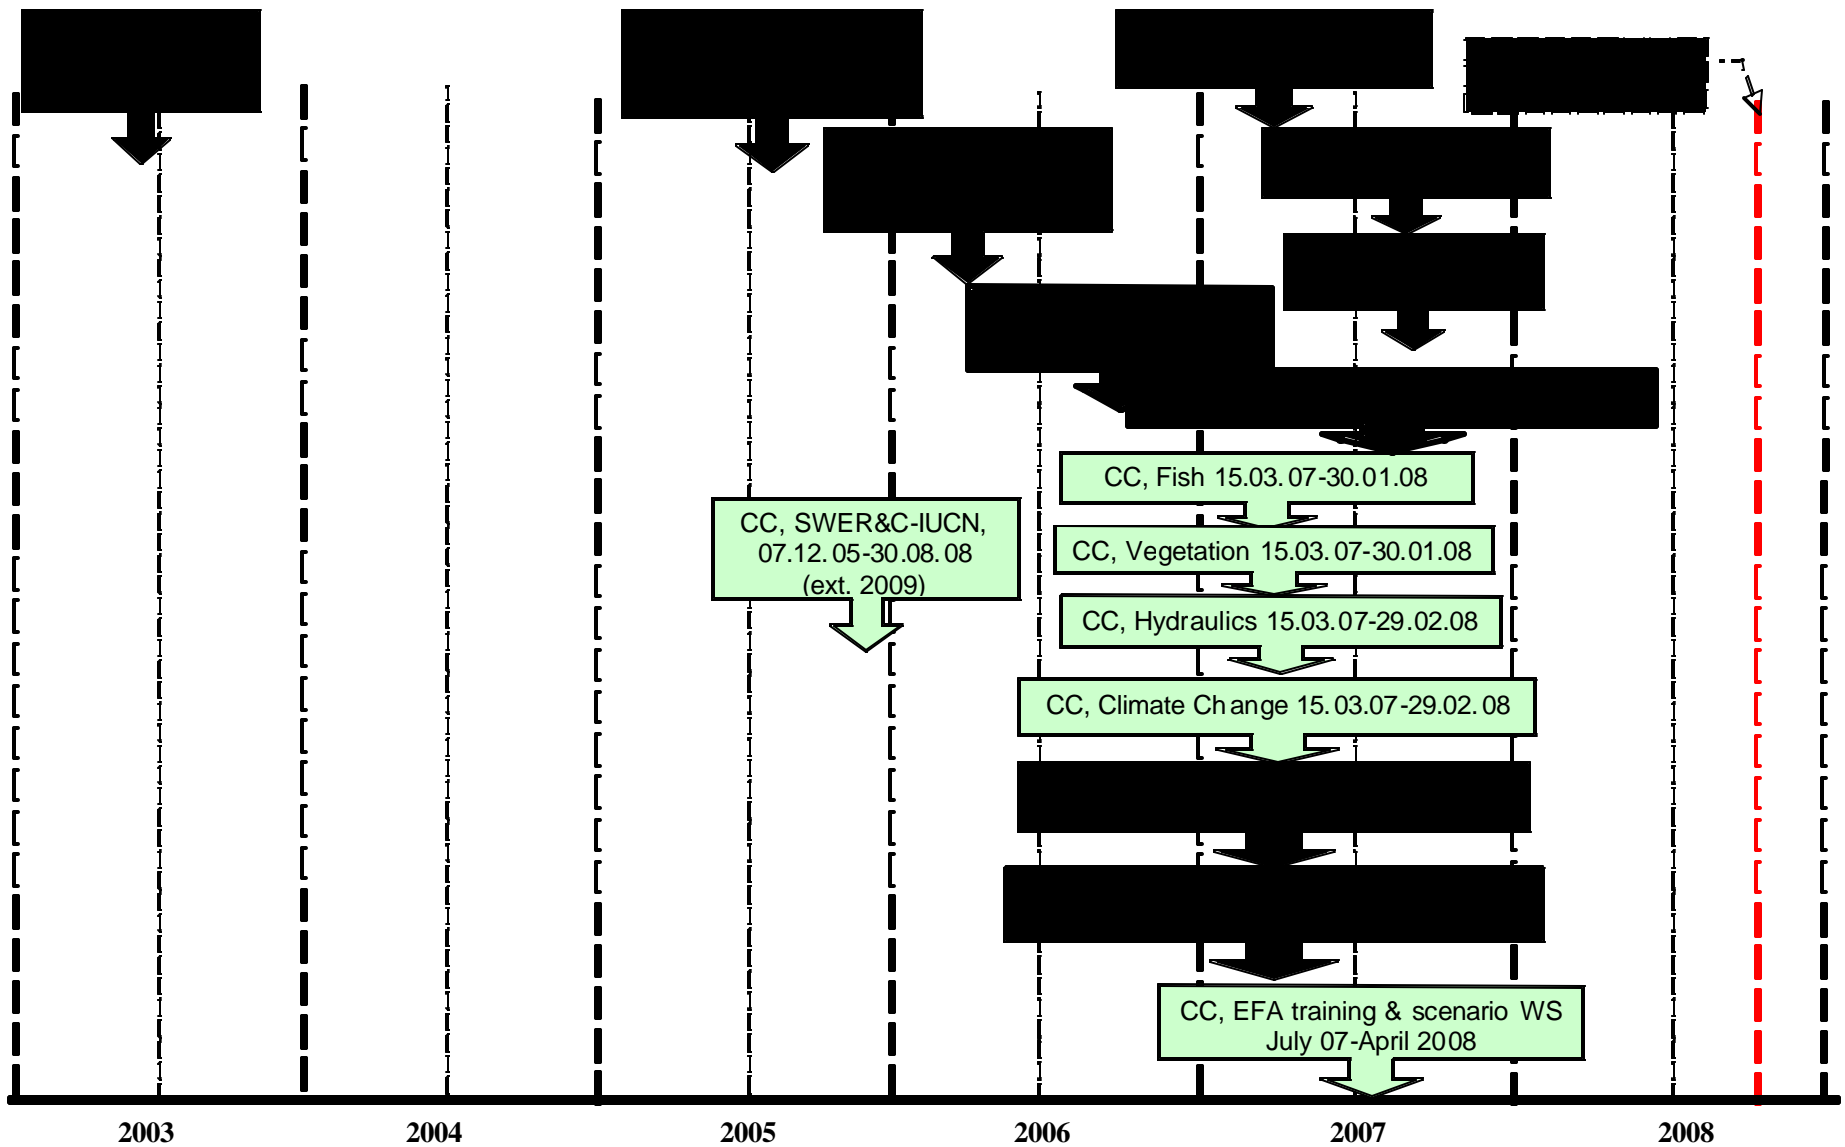 CC, Fish 15.03.07-30.01.08
CC, SWER&C-IUCN,
07.12.05-30.08.08
(ext. 2009)
CC, Vegetation 15.03.07-30.01.08
CC, Hydraulics 15.03.07-29.02.08
CC, Climate Change 15.03.07-29.02.08
CC, EFA training & scenario WS
July 07-April 2008
2003 2004 2005 2006 2007 2008